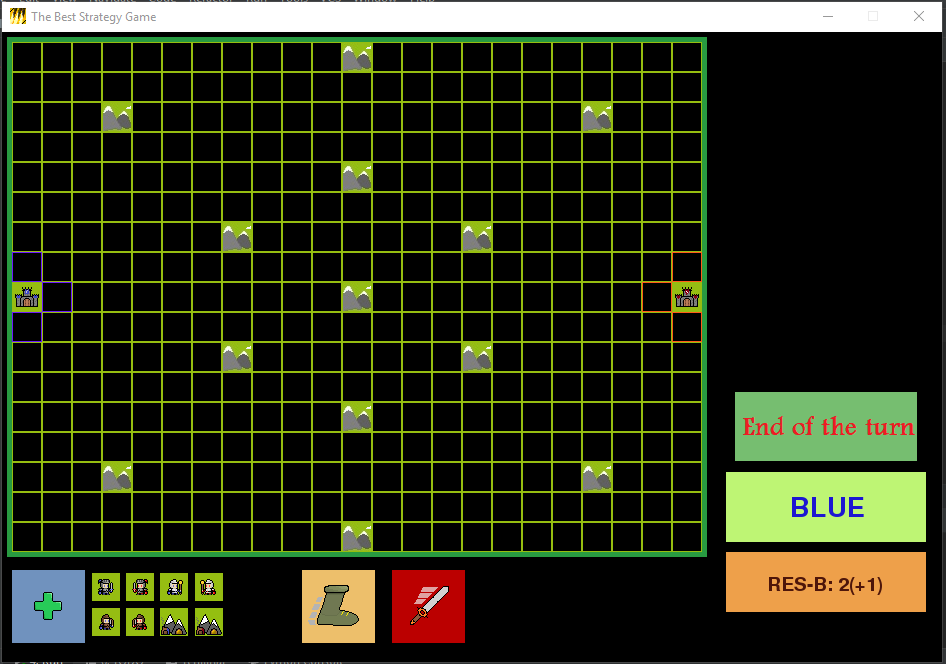 The Best Strategy Game
End of the turn
BLUE
RES-B: 2(+1)